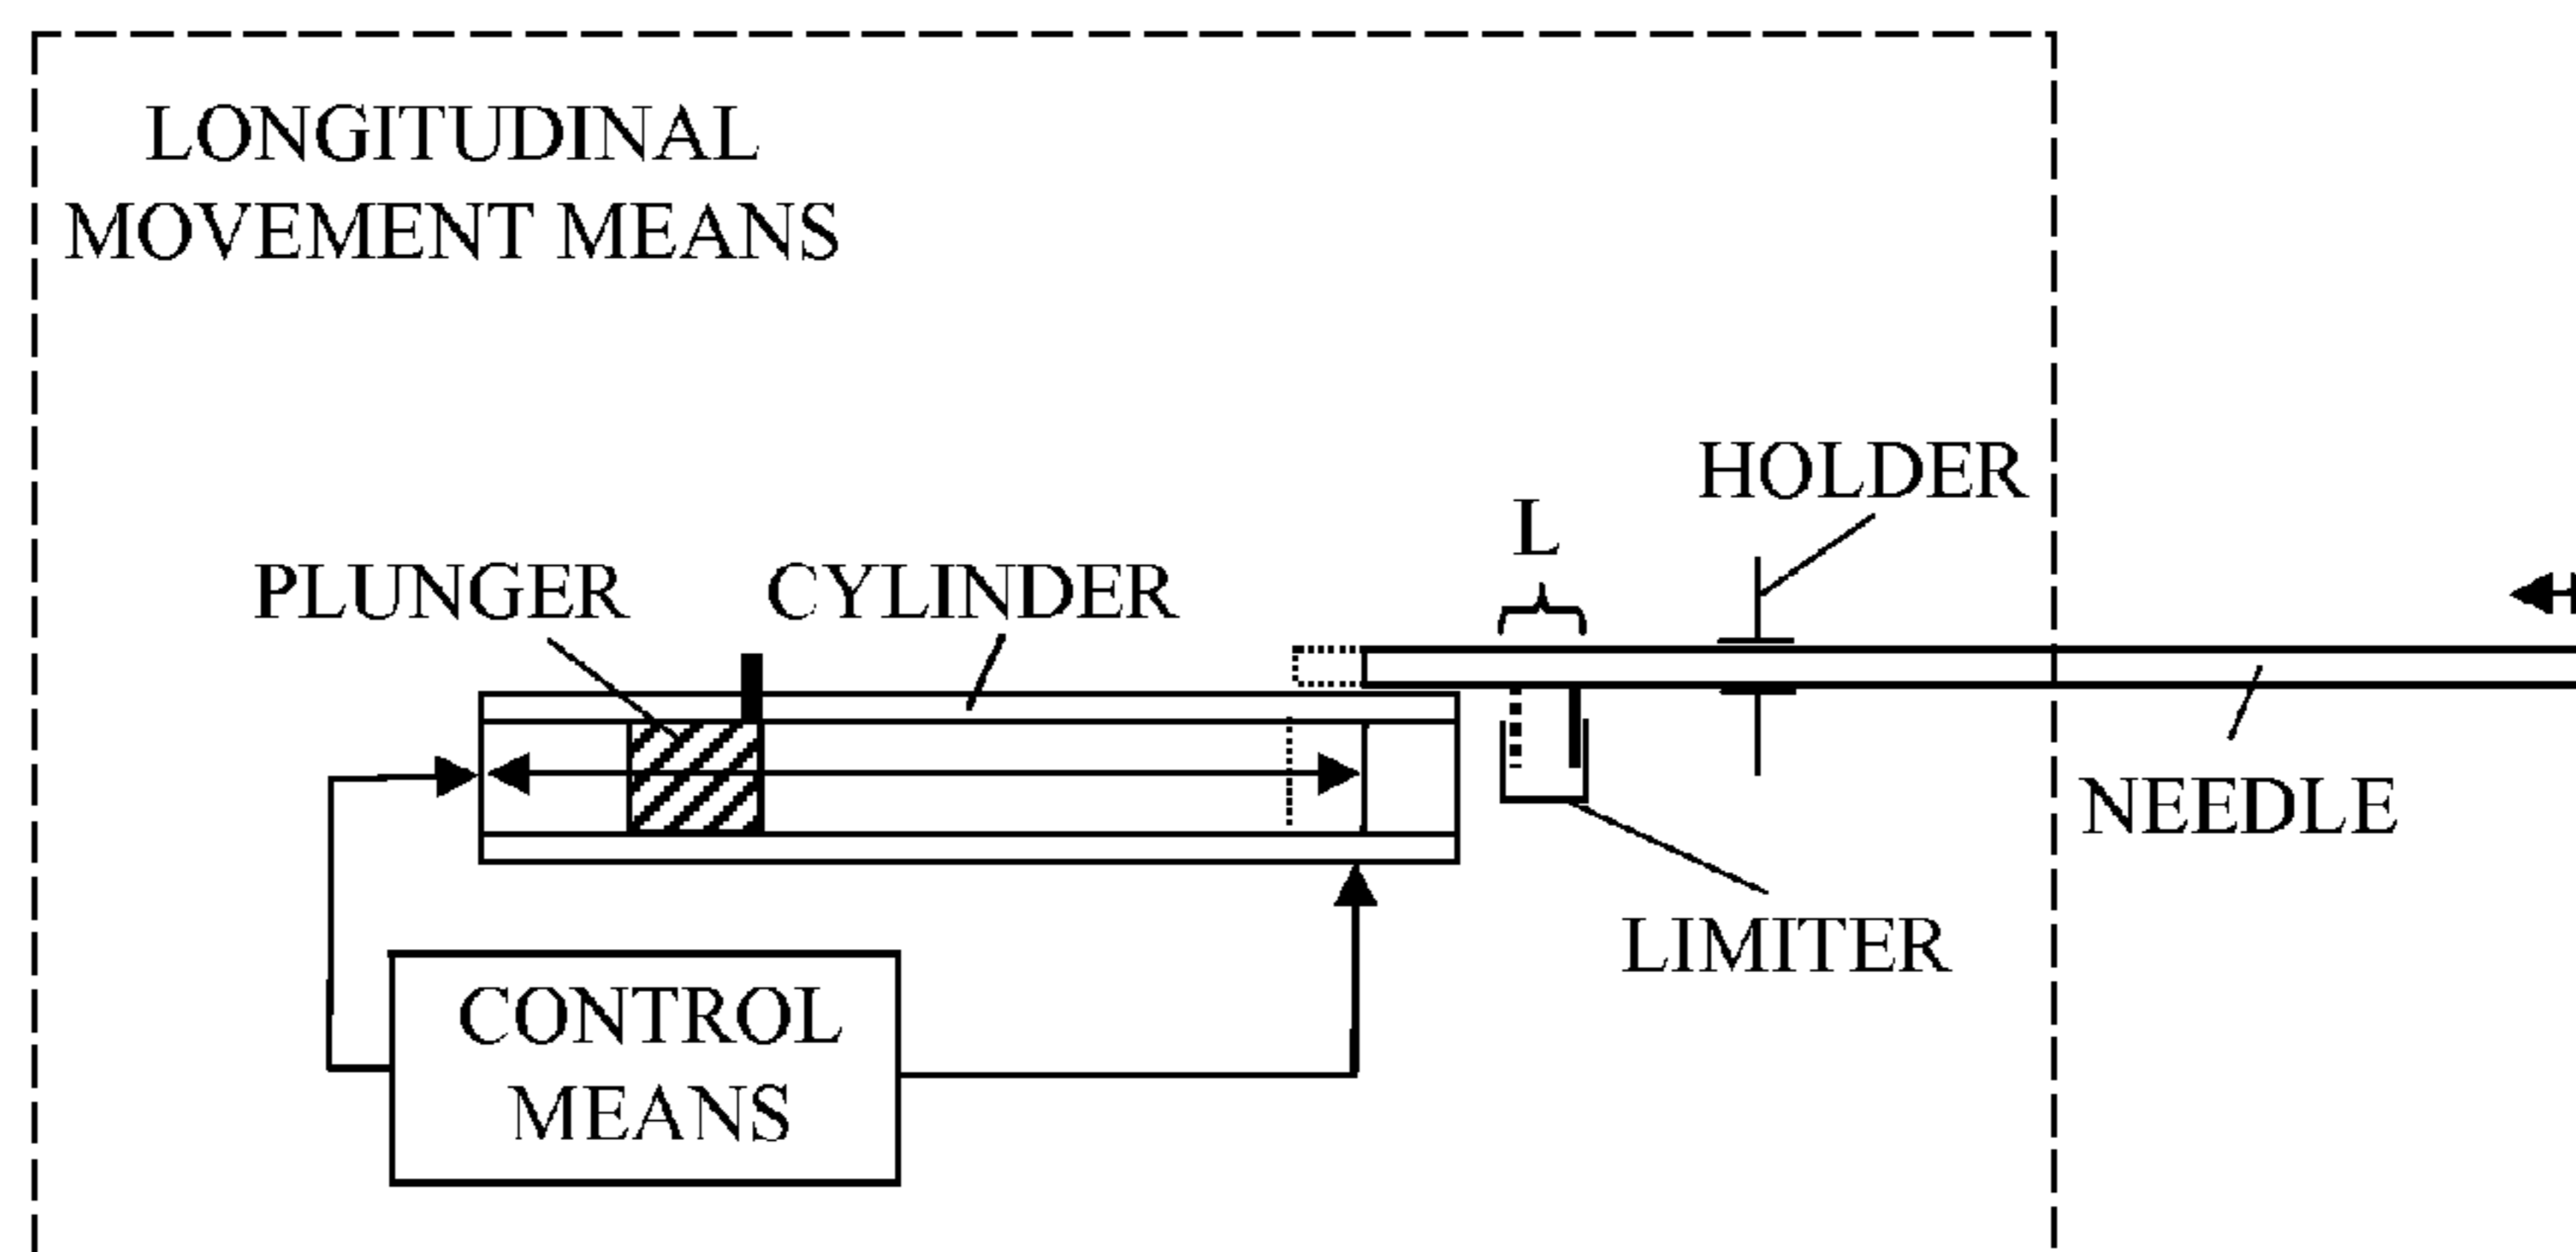 LONGITUDINAL
MOVEMENT MEANS
HOLDER
L
PLUNGER
CYLINDER
NEEDLE
LIMITER
CONTROL
MEANS